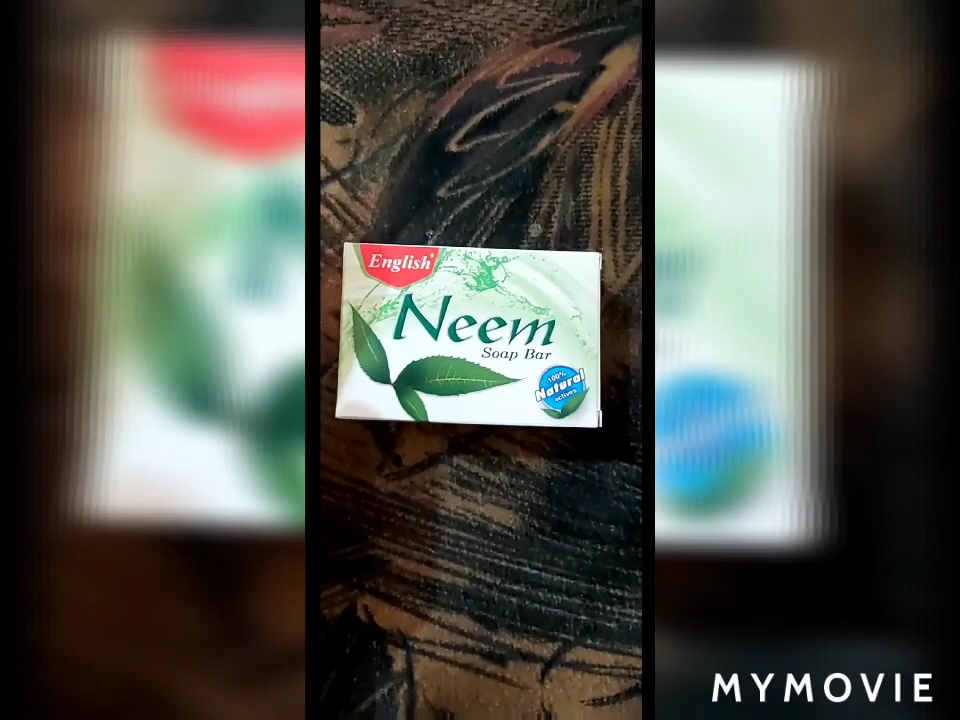 English
Neem
Soap Bar
100%
Natural
actives
MYMOVIE